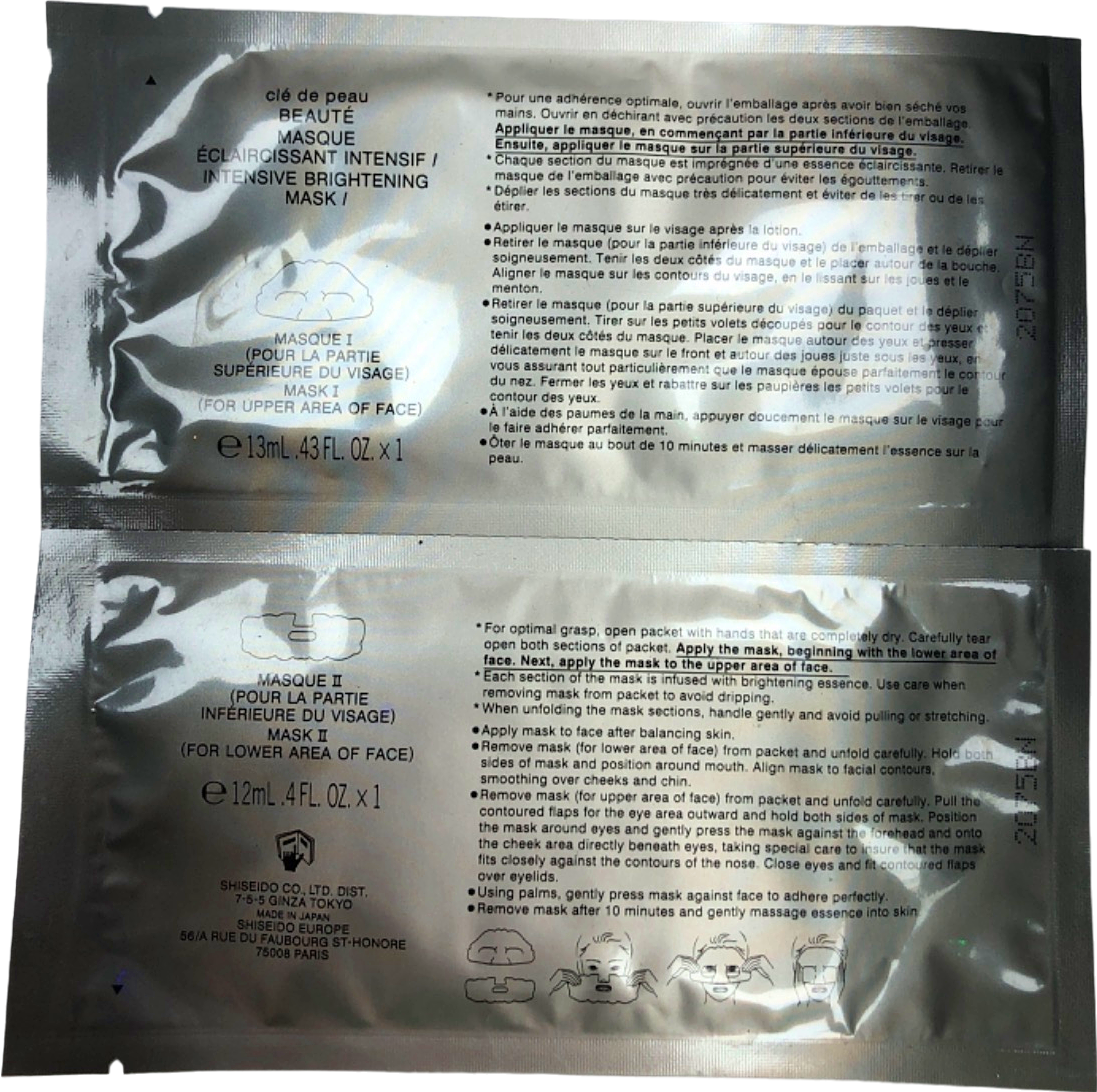 clé de peau
BEAUTÉ
MASQUE
ÉCLAIRCISSANT INTENSIF /
INTENSIVE BRIGHTENING
MASK /
MASQUE I
(POUR LA PARTIE
SUPÉRIEURE DU VISAGE)
MASK I
(FOR UPPER AREA OF FACE)
℮ 13mL .43 FL. OZ. x 1
* Pour une adhérence optimale, ouvrir l'emballage après avoir bien séché vos
mains. Ouvrir en déchirant avec précaution les deux sections de l'emballage.
Appliquer le masque, en commençant par la partie inférieure du visage.
Ensuite, appliquer le masque sur la partie supérieure du visage.
* Chaque section du masque est imprégnée d'une essence éclaircissante. Retirer le
masque de l'emballage avec précaution pour éviter les égouttements.
* Déplier les sections du masque très délicatement et éviter de les tirer ou de les
étirer.
● Appliquer le masque sur le visage après la lotion.
● Retirer le masque (pour la partie inférieure du visage) de l'emballage et le déplier
soigneusement. Tenir les deux côtés du masque et le placer autour de la bouche.
Aligner le masque sur les contours du visage, en le lissant sur les joues et le
menton.
● Retirer le masque (pour la partie supérieure du visage) du paquet et le déplier
soigneusement. Tirer sur les petits volets découpés pour le contour des yeux et
tenir les deux côtés du masque. Placer le masque autour des yeux et presser
délicatement le masque sur le front et autour des joues juste sous les yeux, en
vous assurant tout particulièrement que le masque épouse parfaitement le contour
du nez. Fermer les yeux et rabattre sur les paupières les petits volets pour le
contour des yeux.
● À l'aide des paumes de la main, appuyer doucement le masque sur le visage pour
le faire adhérer parfaitement.
● Ôter le masque au bout de 10 minutes et masser délicatement l'essence sur la
peau.
2075BN
MASQUE II
(POUR LA PARTIE
INFÉRIEURE DU VISAGE)
MASK II
(FOR LOWER AREA OF FACE)
℮ 12mL .4 FL. OZ. x 1
SHISEIDO CO., LTD. DIST.
7-5-5 GINZA TOKYO
MADE IN JAPAN
SHISEIDO EUROPE
56/A RUE DU FAUBOURG ST-HONORE
75008 PARIS
* For optimal grasp, open packet with hands that are completely dry. Carefully tear
open both sections of packet. Apply the mask, beginning with the lower area of
face. Next, apply the mask to the upper area of face.
* Each section of the mask is infused with brightening essence. Use care when
removing mask from packet to avoid dripping.
* When unfolding the mask sections, handle gently and avoid pulling or stretching.
● Apply mask to face after balancing skin.
● Remove mask (for lower area of face) from packet and unfold carefully. Hold both
sides of mask and position around mouth. Align mask to facial contours,
smoothing over cheeks and chin.
● Remove mask (for upper area of face) from packet and unfold carefully. Pull the
contoured flaps for the eye area outward and hold both sides of mask. Position
the mask around eyes and gently press the mask against the forehead and onto
the cheek area directly beneath eyes, taking special care to insure that the mask
fits closely against the contours of the nose. Close eyes and fit contoured flaps
over eyelids.
● Using palms, gently press mask against face to adhere perfectly.
● Remove mask after 10 minutes and gently massage essence into skin.
2075BN